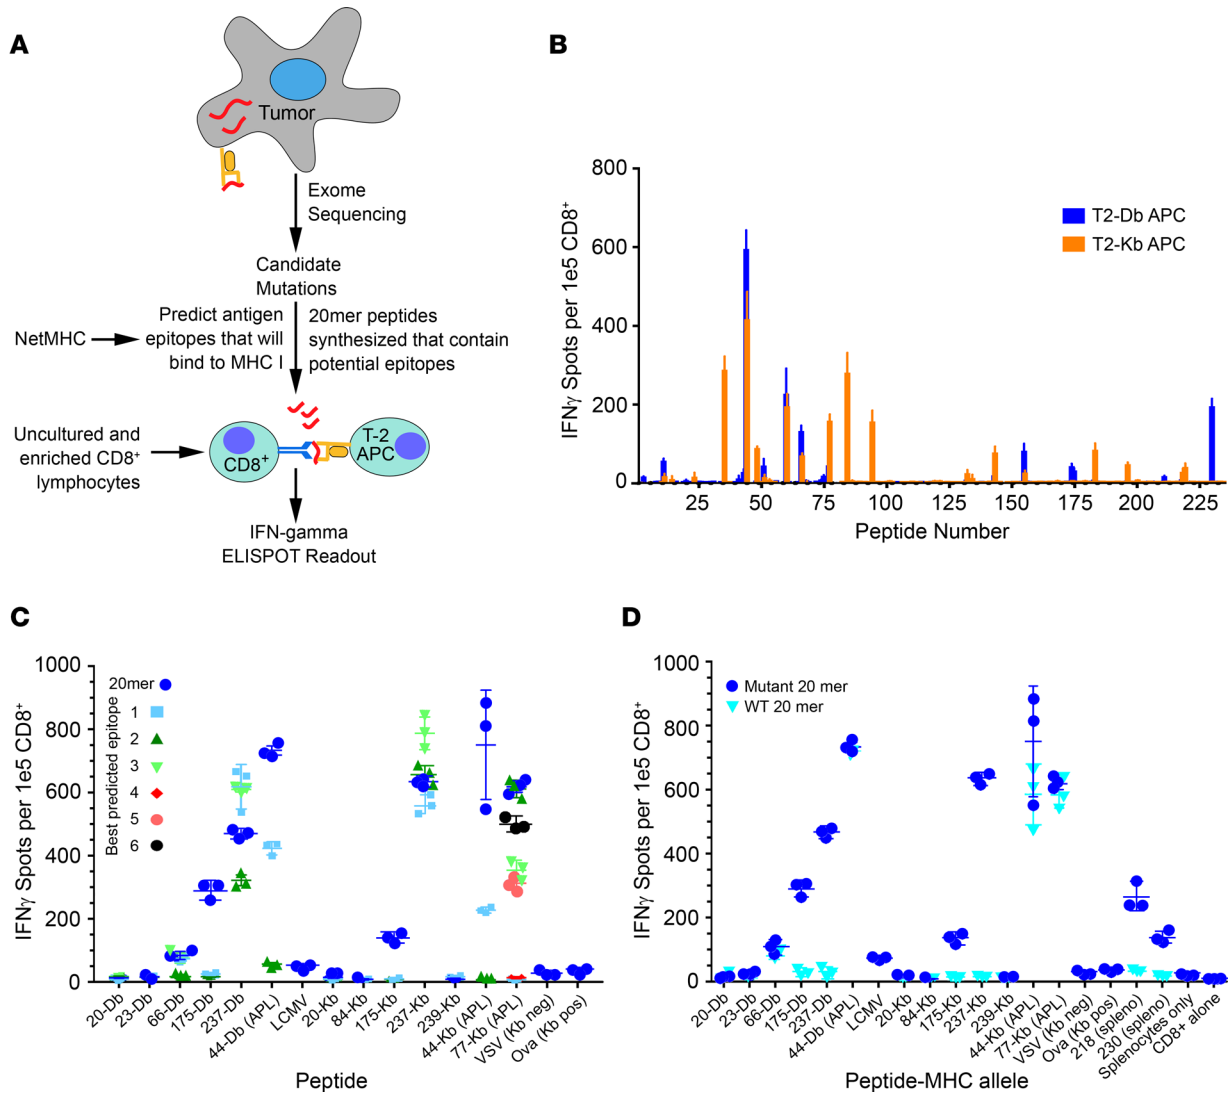 A
Tumor
Exome
Sequencing
Candidate
Mutations
NetMHC
Predict antigen
epitopes that will
bind to MHC I
20mer peptides
synthesized that contain
potential epitopes
Uncultured and
enriched CD8+
lymphocytes
CD8+
T-2
APC
IFN-gamma
ELISPOT Readout
B
IFNγ Spots per 1e5 CD8+
800
600
400
200
0
T2-Db APC
T2-Kb APC
25
50
75
100
125
150
175
200
225
Peptide Number
C
IFNγ Spots per 1e5 CD8+
1000
800
600
400
200
0
20mer
Best predicted epitope
1
2
3
4
5
6
20-Db
23-Db
66-Db
175-Db
237-Db
44-Db (APL)
LCMV
20-Kb
84-Kb
175-Kb
237-Kb
239-Kb
44-Kb (APL)
77-Kb (APL)
VSV (Kb neg)
Ova (Kb pos)
Peptide
D
IFNγ Spots per 1e5 CD8+
1000
800
600
400
200
0
Mutant 20 mer
WT 20 mer
20-Db
23-Db
66-Db
175-Db
237-Db
44-Db (APL)
LCMV
20-Kb
84-Kb
175-Kb
237-Kb
239-Kb
44-Kb (APL)
77-Kb (APL)
VSV (Kb neg)
Ova (Kb pos)
218 (spleno)
230 (spleno)
Splenocytes only
CD8+ alone
Peptide-MHC allele